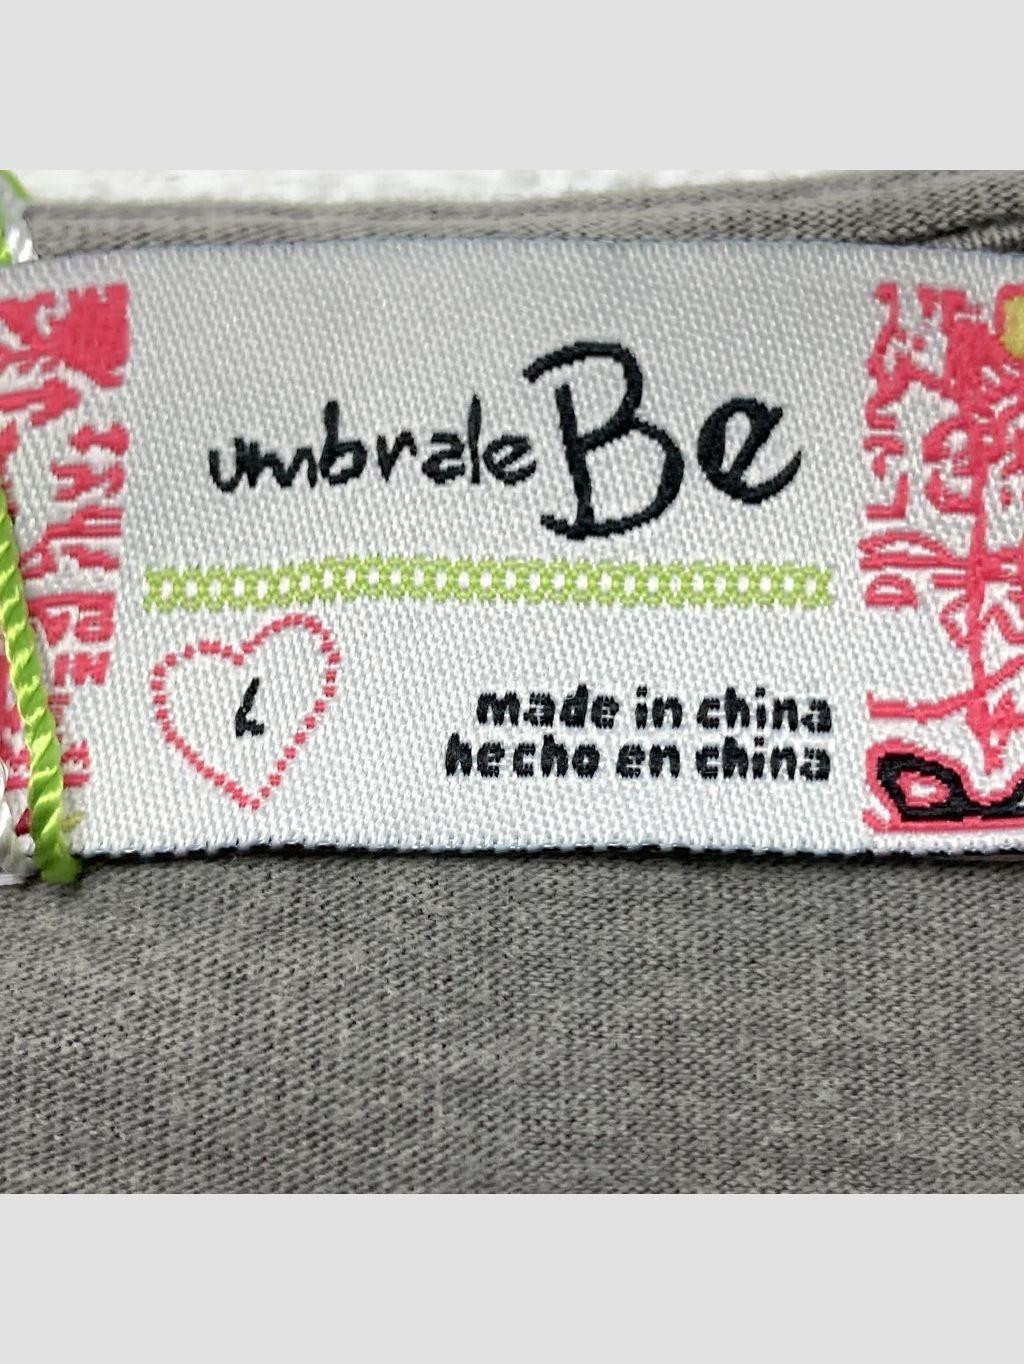 umbrale Be
L
made in china
hecho en china